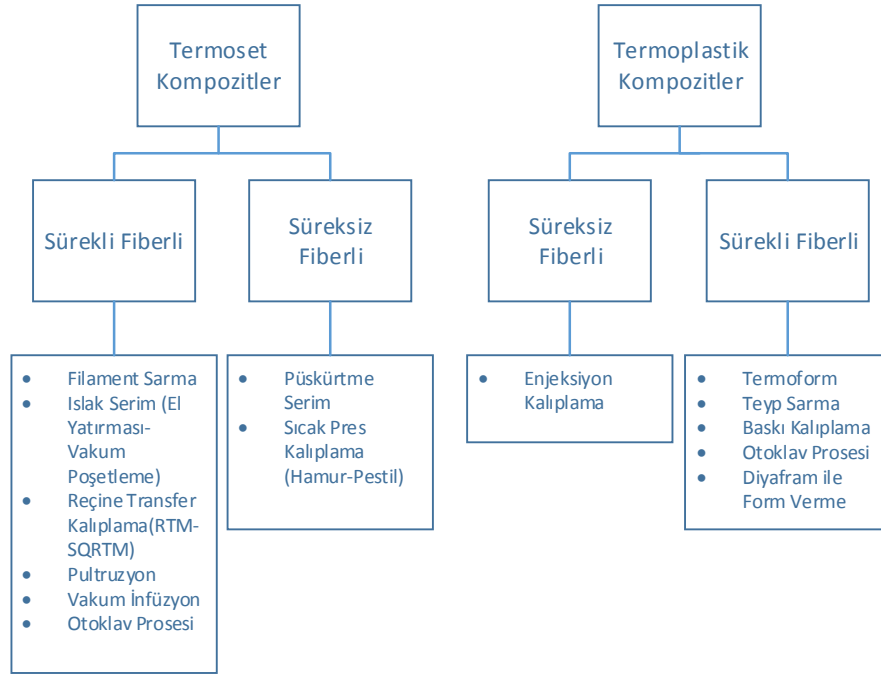 Termoset
Kompozitler
Termoplastik
Kompozitler
Sürekli Fiberli
Süreksiz
Fiberli
Süreksiz
Fiberli
Sürekli Fiberli
• Filament Sarma
• Islak Serim (El
Yatırması-
Vakum
Poşetleme)
• Reçine Transfer
Kalıplama(RTM-
SQRTM)
• Pultruzyon
• Vakum İnfüzyon
• Otoklav Prosesi
• Püskürtme
Serim
• Sıcak Pres
Kalıplama
(Hamur-Pestil)
• Enjeksiyon
Kalıplama
• Termoform
• Teyp Sarma
• Baskı Kalıplama
• Otoklav Prosesi
• Diyafram ile
Form Verme